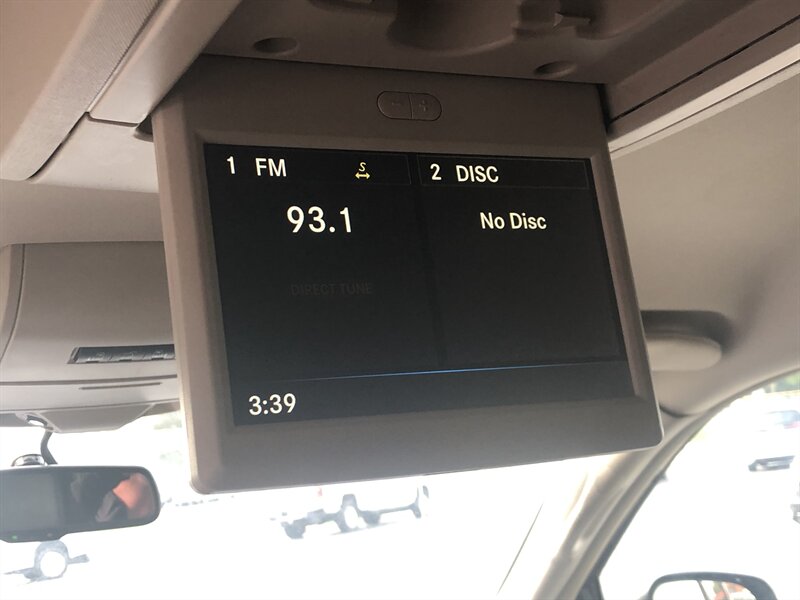 1 FM S
2 DISC
93.1
No Disc
DIRECT TUNE
3:39